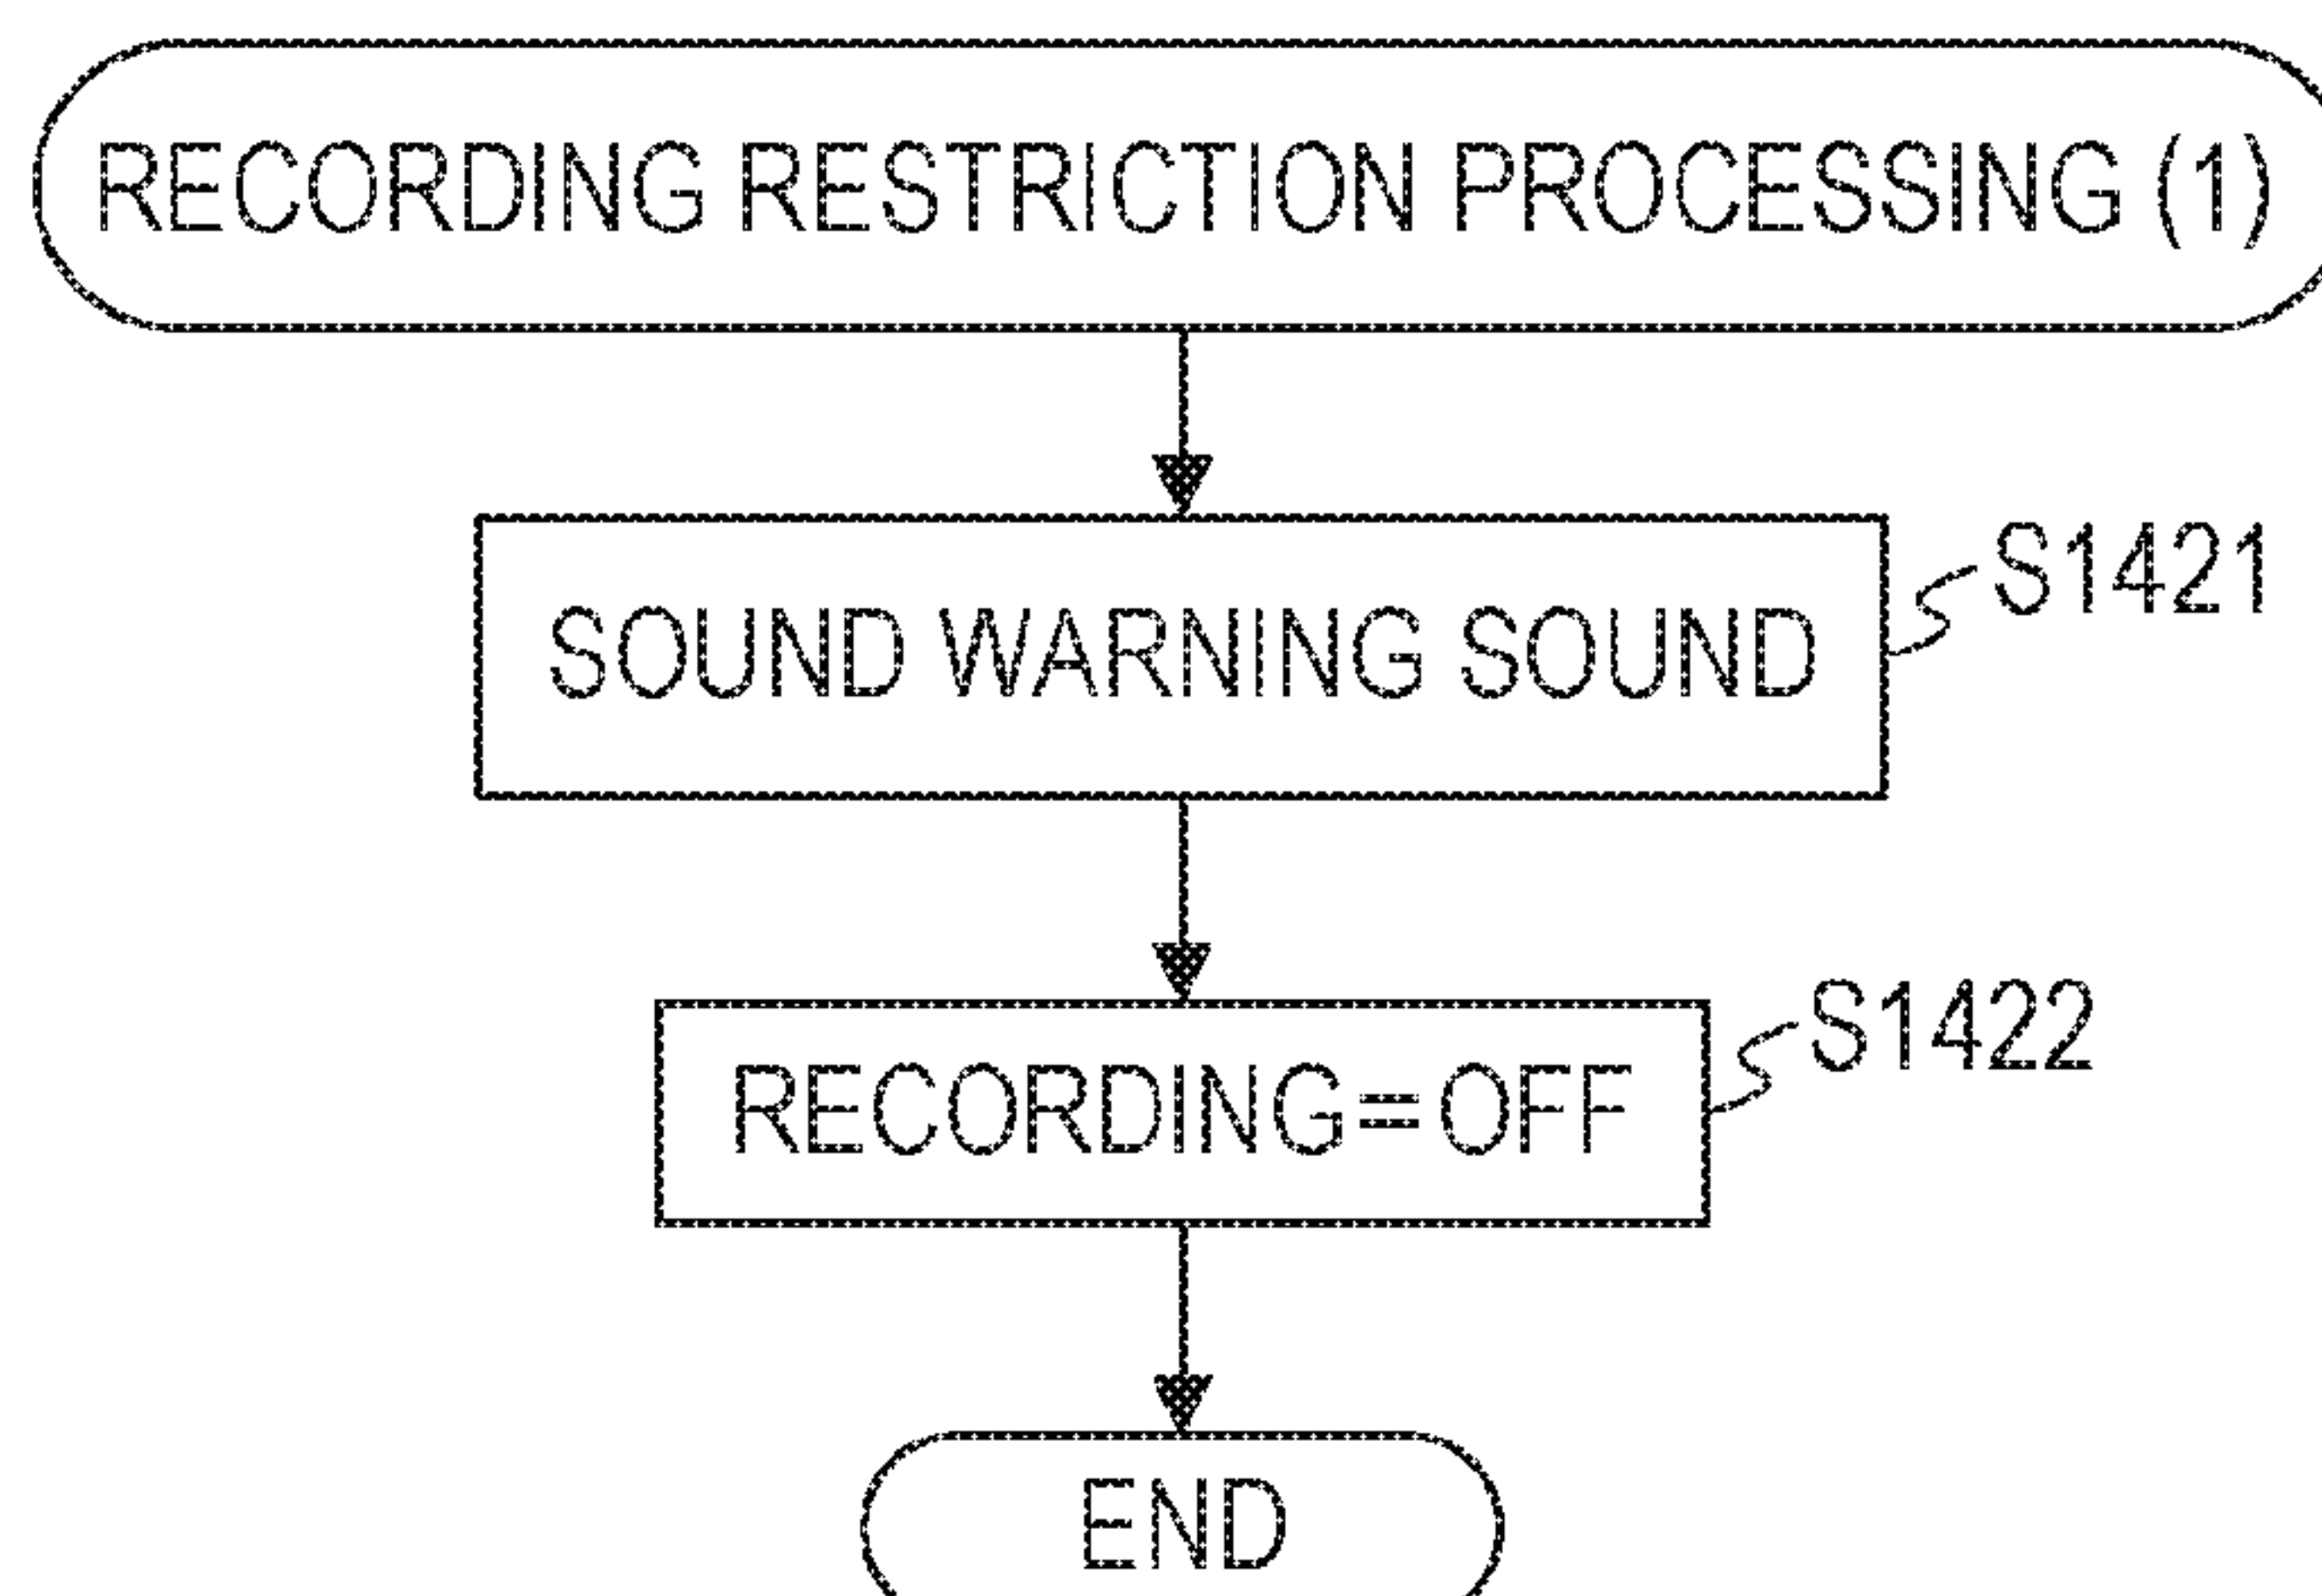 RECORDING RESTRICTION PROCESSING (1)
SOUND WARNING SOUND
S1421
RECORDING=OFF
S1422
END